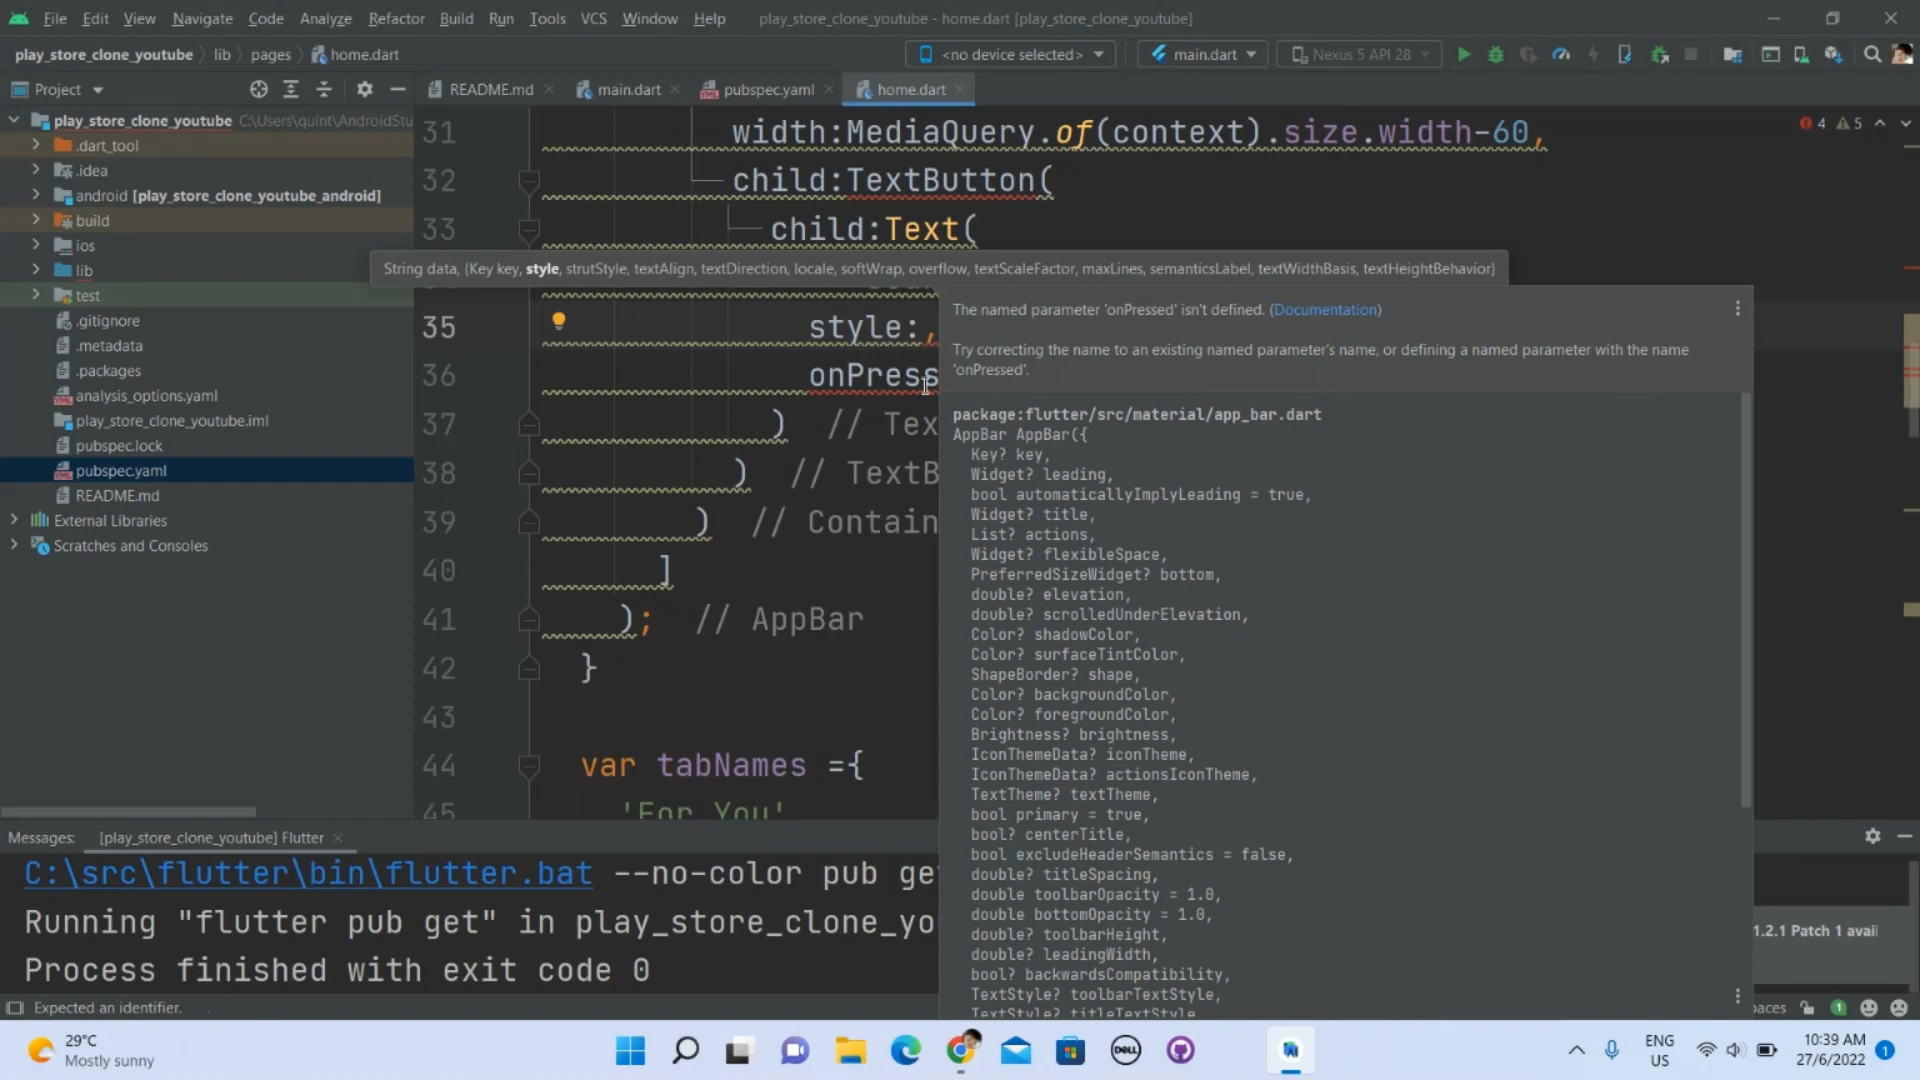 File Edit View Navigate Code Analyze Refactor Build Run Tools VCS Window Help play_store_clone_youtube - home.dart [play_store_clone_youtube]
play_store_clone_youtube lib pages home.dart <no device selected> main.dart Nexus 5 API 28
Project README.md main.dart pubspec.yaml home.dart
play_store_clone_youtube C:\Users\quint\AndroidStu
.dart_tool
.idea
android [play_store_clone_youtube_android]
build
ios
lib
test
.gitignore
.metadata
.packages
analysis_options.yaml
play_store_clone_youtube.iml
pubspec.lock
pubspec.yaml
README.md
External Libraries
Scratches and Consoles
4 5
31 width:MediaQuery.of(context).size.width-60,
32 child:TextButton(
33 child:Text(
String data, {Key key, style, strutStyle, textAlign, textDirection, locale, softWrap, overflow, textScaleFactor, maxLines, semanticsLabel, textWidthBasis, textHeightBehavior}
35 style:,
36 onPress
37 ) // Tex
38 ) // TextB
39 ) // Contain
40 ]
41 ); // AppBar
42 }
43
44 var tabNames ={
45 'For You'
The named parameter 'onPressed' isn't defined. (Documentation)
Try correcting the name to an existing named parameter's name, or defining a named parameter with the name
'onPressed'.
package:flutter/src/material/app_bar.dart
AppBar AppBar({
Key? key,
Widget? leading,
bool automaticallyImplyLeading = true,
Widget? title,
List? actions,
Widget? flexibleSpace,
PreferredSizeWidget? bottom,
double? elevation,
double? scrolledUnderElevation,
Color? shadowColor,
Color? surfaceTintColor,
ShapeBorder? shape,
Color? backgroundColor,
Color? foregroundColor,
Brightness? brightness,
IconThemeData? iconTheme,
IconThemeData? actionsIconTheme,
TextTheme? textTheme,
bool primary = true,
bool? centerTitle,
bool excludeHeaderSemantics = false,
double? titleSpacing,
double toolbarOpacity = 1.0,
double bottomOpacity = 1.0,
double? toolbarHeight,
double? leadingWidth,
bool? backwardsCompatibility,
TextStyle? toolbarTextStyle,
TextStyle? titleTextStyle
Messages: [play_store_clone_youtube] Flutter
C:\src\flutter\bin\flutter.bat --no-color pub ge
Running "flutter pub get" in play_store_clone_yo
Process finished with exit code 0
1.2.1 Patch 1 avail
Expected an identifier.
paces 1
29°C
Mostly sunny
DELL
ENG
US
10:39 AM
27/6/2022
1